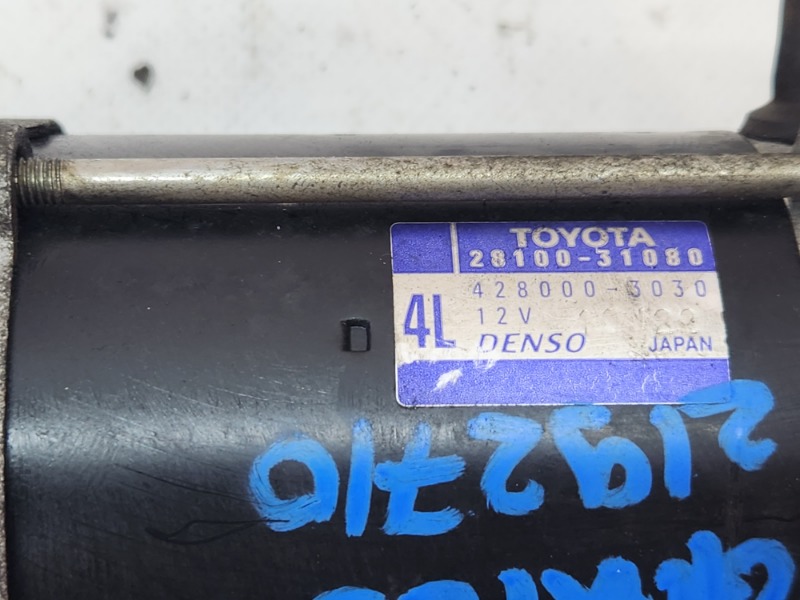 TOYOTA
28100-31080
428000-3030
4L 12V
DENSO JAPAN
D
2192710